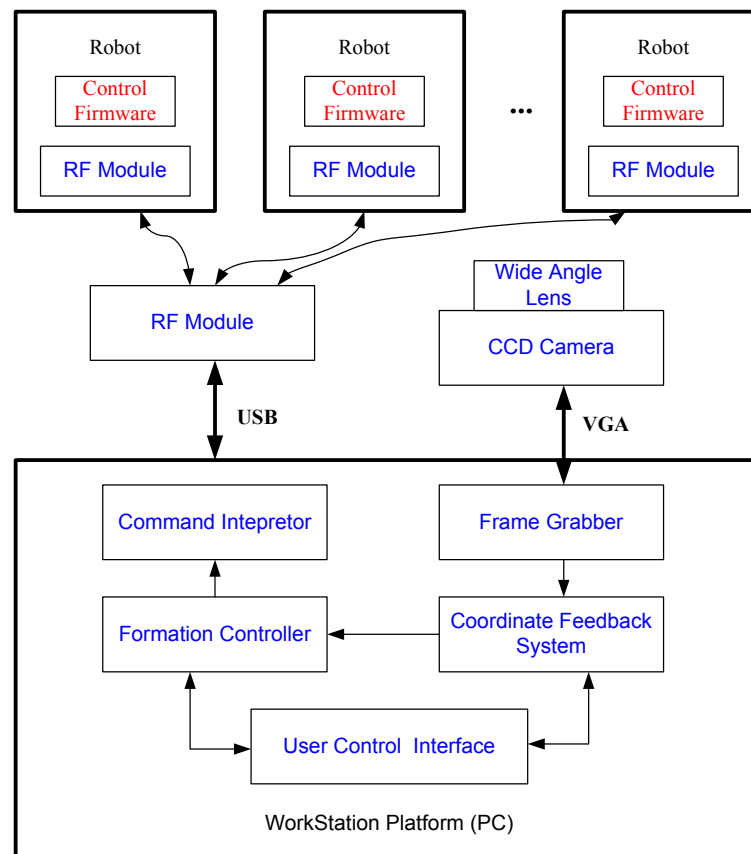 Robot
Control
Firmware
RF Module
Robot
Control
Firmware
RF Module
...
Robot
Control
Firmware
RF Module
RF Module
Wide Angle
Lens
CCD Camera
USB
VGA
Command Intepretor
Frame Grabber
Formation Controller
Coordinate Feedback
System
User Control Interface
WorkStation Platform (PC)